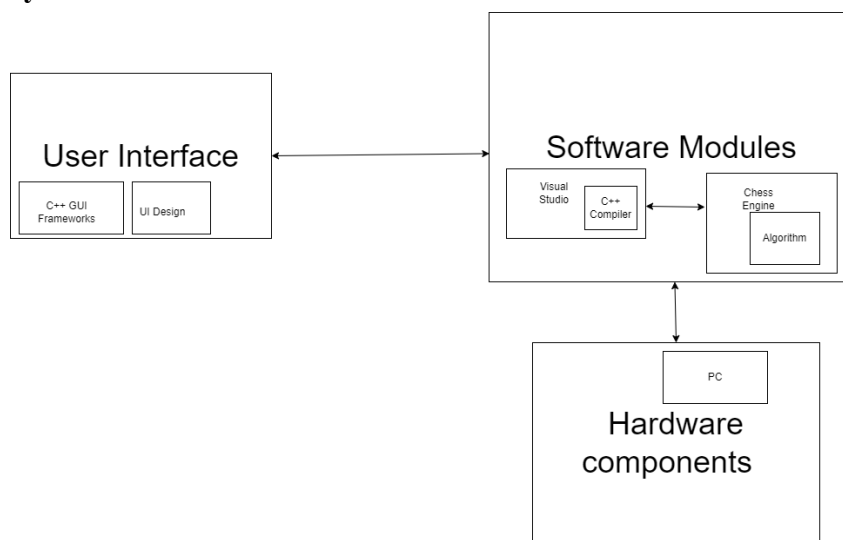 User Interface
C++ GUI
Frameworks
UI Design
Software Modules
Visual
Studio
C++
Compiler
Chess
Engine
Algorithm
PC
Hardware
components